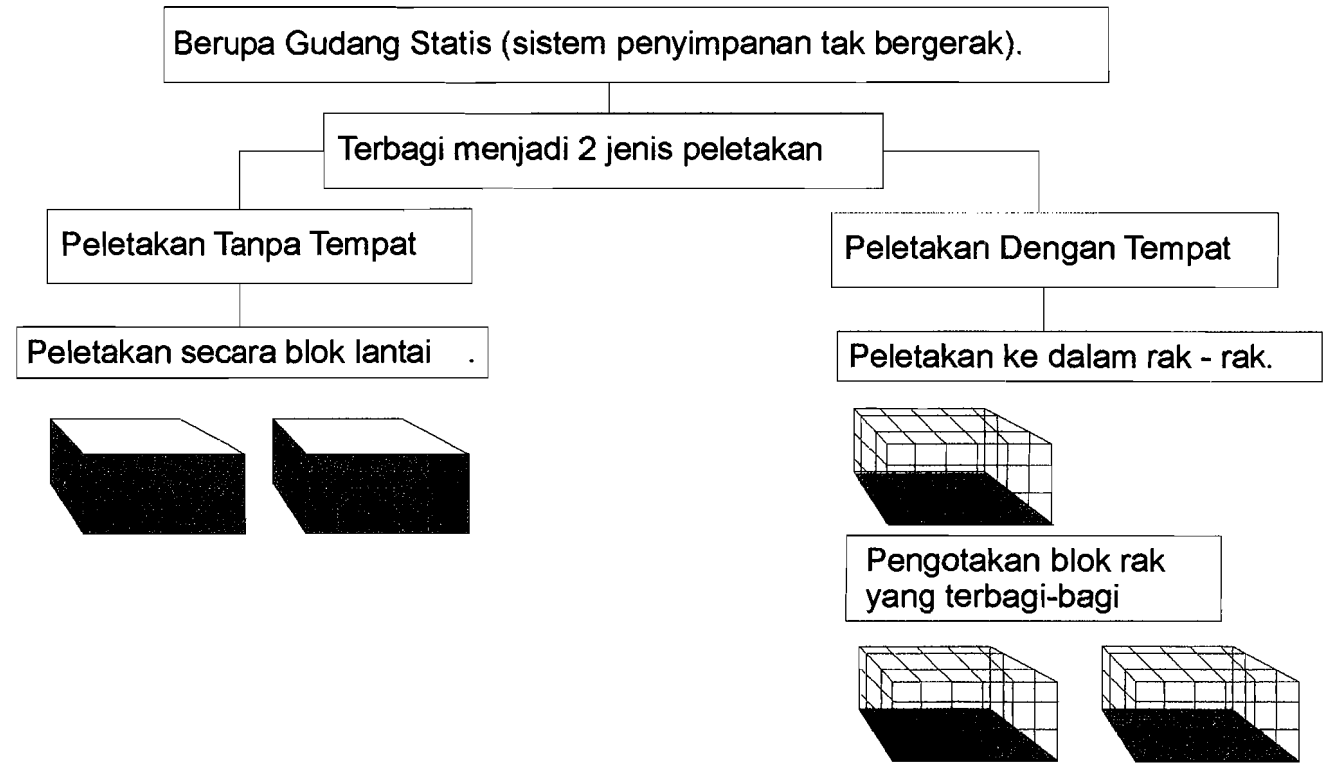 Berupa Gudang Statis (sistem penyimpanan tak bergerak).
Terbagi menjadi 2 jenis peletakan
Peletakan Tanpa Tempat
Peletakan Dengan Tempat
Peletakan secara blok lantai .
Peletakan ke dalam rak - rak.
Pengotakan blok rak
yang terbagi-bagi